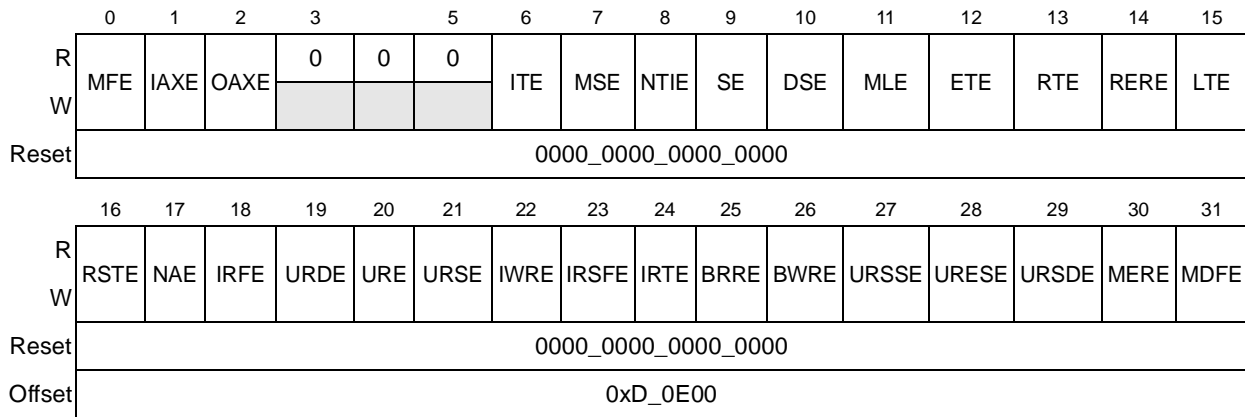 0 1 2 3 5 6 7 8 9 10 11 12 13 14 15
R MFE IAXE OAXE 0 0 0 ITE MSE NTIE SE DSE MLE ETE RTE RERE LTE
W
Reset 0000_0000_0000_0000
16 17 18 19 20 21 22 23 24 25 26 27 28 29 30 31
R RSTE NAE IRFE URDE URE URSE IWRE IRSFE IRTE BRRE BWRE URSSE URESE URSDE MERE MDFE
W
Reset 0000_0000_0000_0000
Offset 0xD_0E00